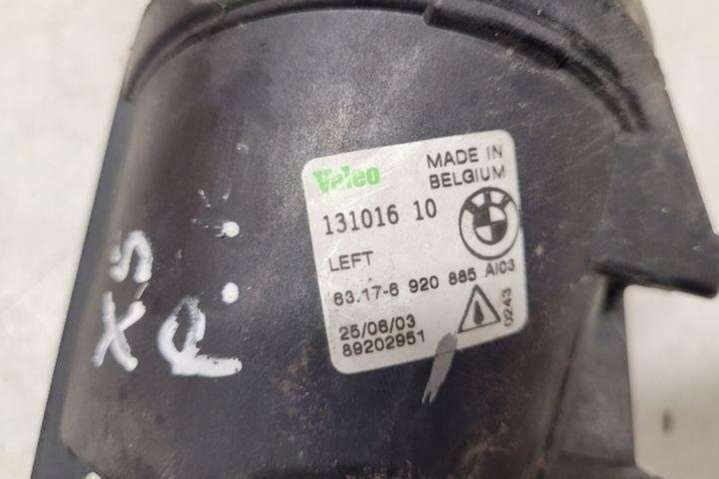 Valeo
MADE IN
BELGIUM
131016 10
LEFT
63.17-6 920 885 AI03
25/06/03
89202951
0243
X5